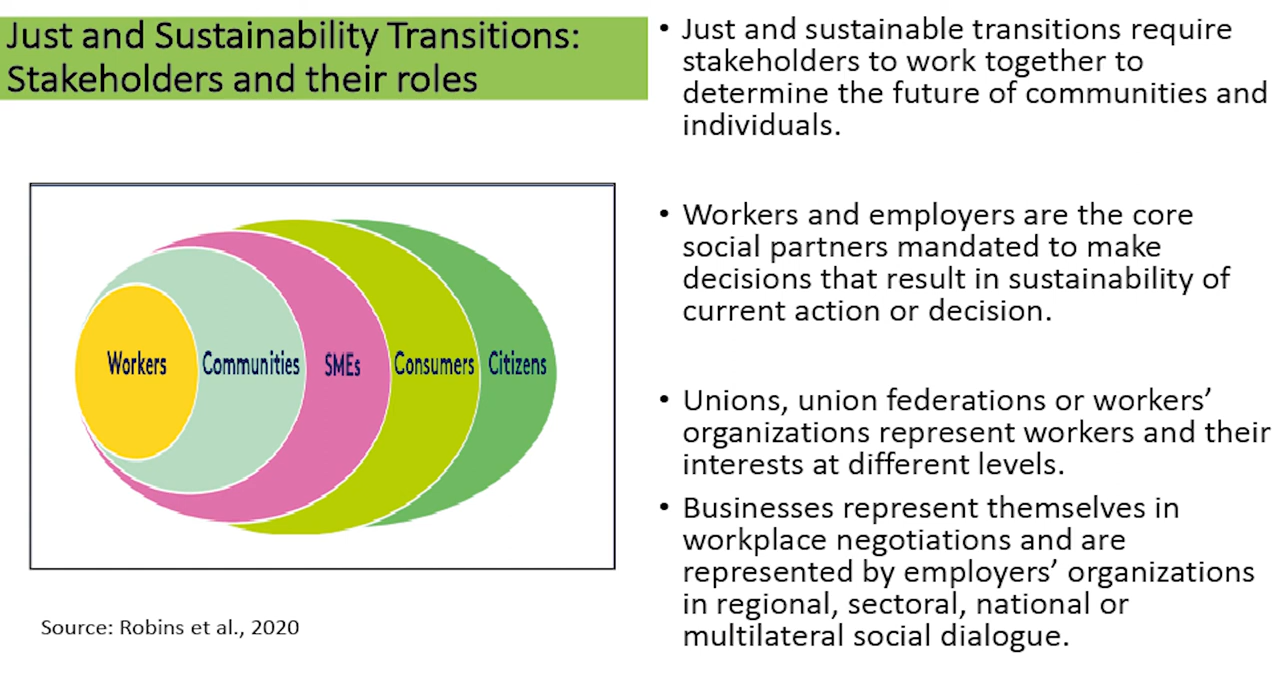 Just and Sustainability Transitions:
Stakeholders and their roles
Workers
Communities
SMEs
Consumers
Citizens
Source: Robins et al., 2020
• Just and sustainable transitions require
stakeholders to work together to
determine the future of communities and
individuals.
• Workers and employers are the core
social partners mandated to make
decisions that result in sustainability of
current action or decision.
• Unions, union federations or workers’
organizations represent workers and their
interests at different levels.
• Businesses represent themselves in
workplace negotiations and are
represented by employers’ organizations
in regional, sectoral, national or
multilateral social dialogue.